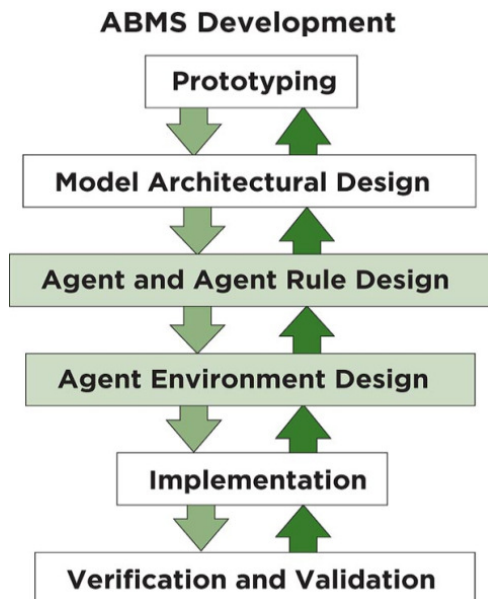 ABMS Development
Prototyping
Model Architectural Design
Agent and Agent Rule Design
Agent Environment Design
Implementation
Verification and Validation